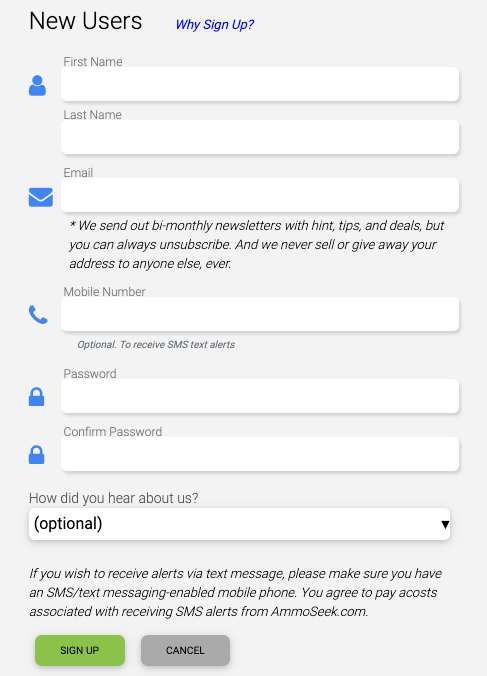 New Users Why Sign Up?
First Name
Last Name
Email
* We send out bi-monthly newsletters with hint, tips, and deals, but
you can always unsubscribe. And we never sell or give away your
address to anyone else, ever.
Mobile Number
Optional. To receive SMS text alerts
Password
Confirm Password
How did you hear about us?
(optional)
If you wish to receive alerts via text message, please make sure you have
an SMS/text messaging-enabled mobile phone. You agree to pay acosts
associated with receiving SMS alerts from AmmoSeek.com.
SIGN UP CANCEL